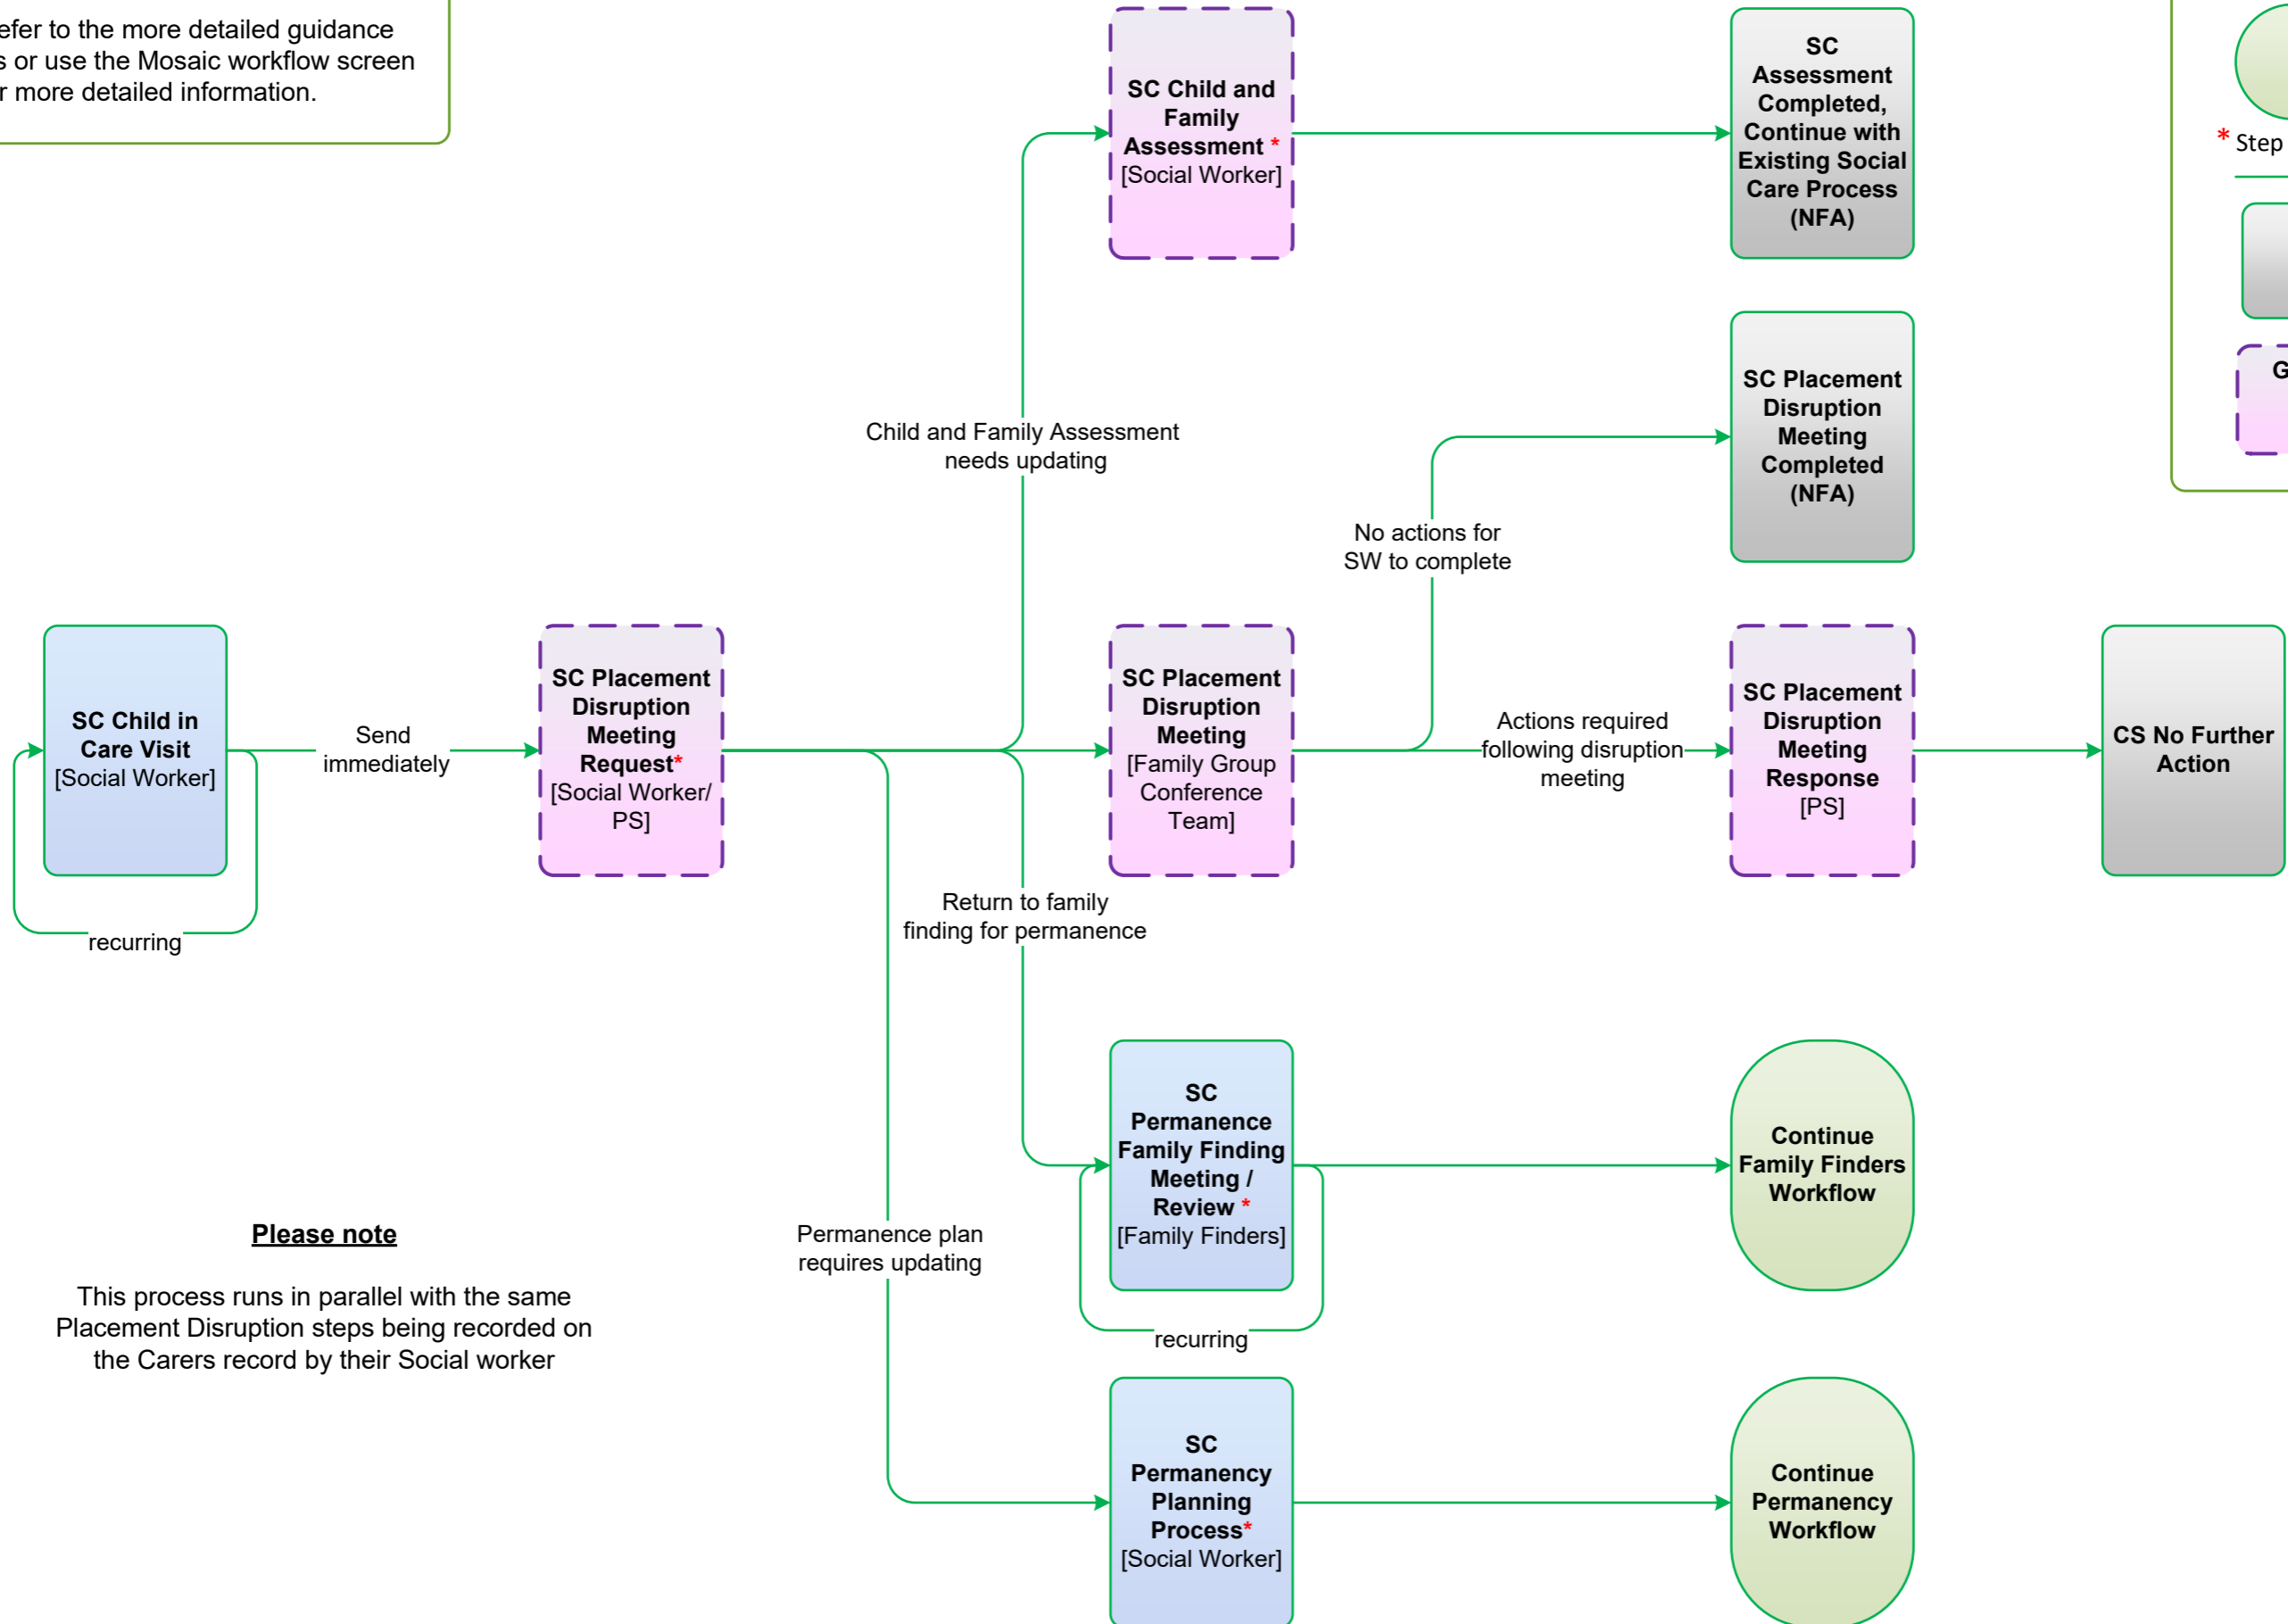 efer to the more detailed guidance
s or use the Mosaic workflow screen
r more detailed information.
SC Child and
Family
Assessment *
[Social Worker]
SC
Assessment
Completed,
Continue with
Existing Social
Care Process
(NFA)
* Step
G
Child and Family Assessment
needs updating
SC Placement
Disruption
Meeting
Completed
(NFA)
No actions for
SW to complete
SC Child in
Care Visit
[Social Worker]
recurring
Send
immediately
SC Placement
Disruption
Meeting
Request*
[Social Worker/
PS]
SC Placement
Disruption
Meeting
[Family Group
Conference
Team]
Actions required
following disruption
meeting
SC Placement
Disruption
Meeting
Response
[PS]
CS No Further
Action
Return to family
finding for permanence
SC
Permanence
Family Finding
Meeting /
Review *
[Family Finders]
recurring
Continue
Family Finders
Workflow
Permanence plan
requires updating
Please note
This process runs in parallel with the same
Placement Disruption steps being recorded on
the Carers record by their Social worker
SC
Permanency
Planning
Process*
[Social Worker]
Continue
Permanency
Workflow